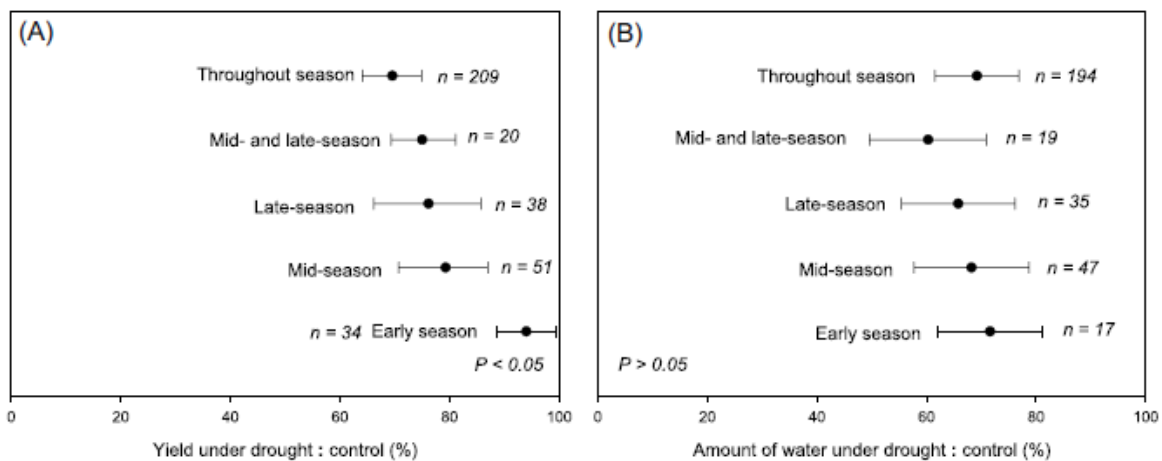 (A)
Throughout season
n = 209
Mid- and late-season
n = 20
Late-season
n = 38
Mid-season
n = 51
n = 34
Early season
P < 0.05
0 20 40 60 80 100
Yield under drought : control (%)
(B)
Throughout season
n = 194
Mid- and late-season
n = 19
Late-season
n = 35
Mid-season
n = 47
Early season
n = 17
P > 0.05
0 20 40 60 80 100
Amount of water under drought : control (%)